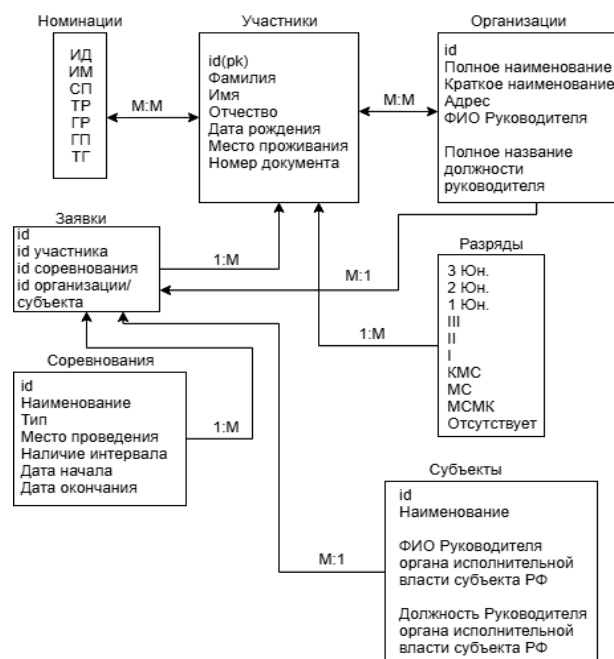 Номинации
ИД
ИМ
СП
ТР
ГР
ГП
ТГ
М:М
Участники
id(pk)
Фамилия
Имя
Отчество
Дата рождения
Место проживания
Номер документа
М:М
Организации
id
Полное наименование
Краткое наименование
Адрес
ФИО Руководителя
Полное название
должности
руководителя
Заявки
id
id участника
id соревнования
id организации/
субъекта
1:М
М:1
Разряды
3 Юн.
2 Юн.
1 Юн.
III
II
I
КМС
МС
МСМК
Отсутствует
1:М
Соревнования
id
Наименование
Тип
Место проведения
Наличие интервала
Дата начала
Дата окончания
1:М
Субъекты
id
Наименование
ФИО Руководителя
органа исполнительной
власти субъекта РФ
Должность Руководителя
органа исполнительной
власти субъекта РФ
М:1